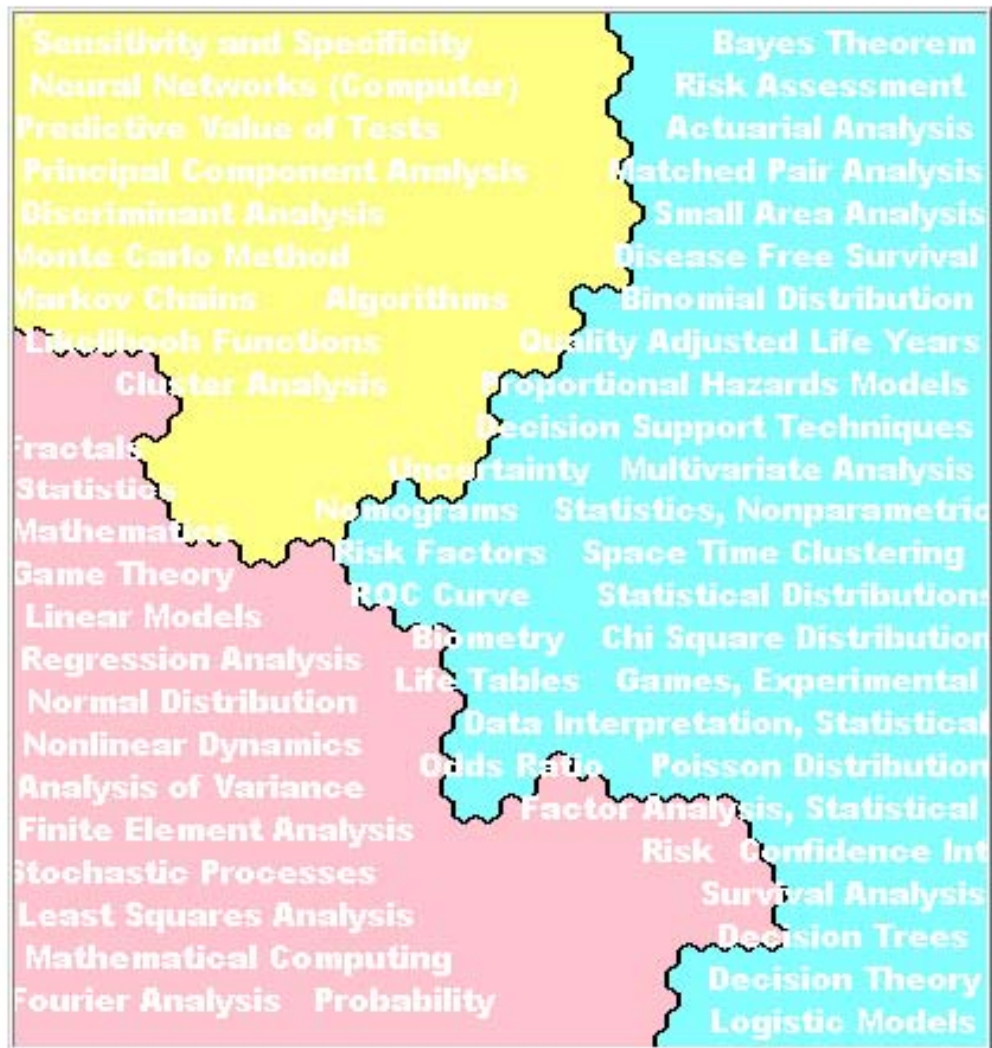 Sensitivity and Specificity
Neural Networks (Computer)
Predictive Value of Tests
Principal Component Analysis
Discriminant Analysis
Monte Carlo Method
Markov Chains Algorithms
Likelihooh Functions
Cluster Analysis
Fractals
Statistics
Mathematics
Game Theory
Linear Models
Regression Analysis
Normal Distribution
Nonlinear Dynamics
Analysis of Variance
Finite Element Analysis
Stochastic Processes
Least Squares Analysis
Mathematical Computing
Fourier Analysis Probability
Bayes Theorem
Risk Assessment
Actuarial Analysis
Matched Pair Analysis
Small Area Analysis
Disease Free Survival
Binomial Distribution
Quality Adjusted Life Years
Proportional Hazards Models
Decision Support Techniques
Uncertainty Multivariate Analysis
Nomograms Statistics, Nonparametric
Risk Factors Space Time Clustering
ROC Curve Statistical Distributions
Biometry Chi Square Distribution
Life Tables Games, Experimental
Data Interpretation, Statistical
Odds Ratio Poisson Distribution
Factor Analysis, Statistical
Risk Confidence Int
Survival Analysis
Decision Trees
Decision Theory
Logistic Models